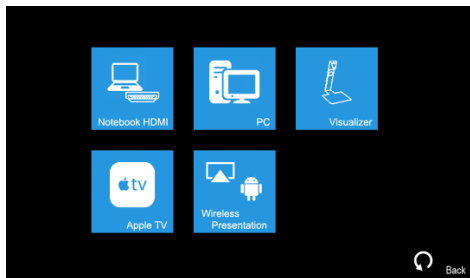 Notebook HDMI
PC
Visualizer
tv
Apple TV
Wireless
Presentation
Back